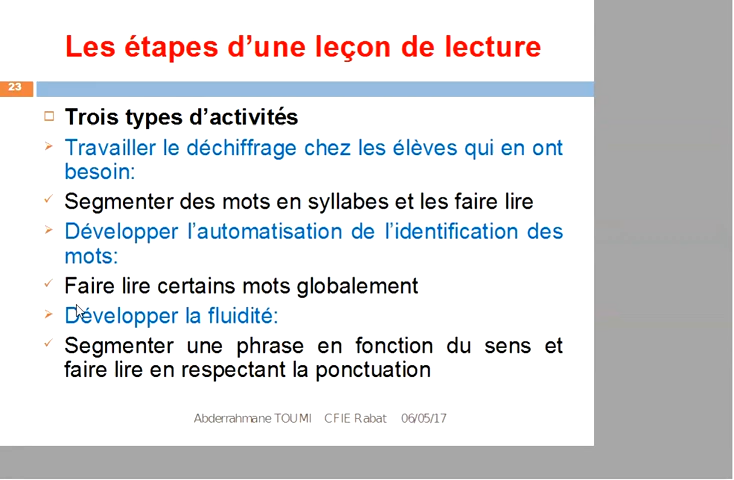 Les étapes d’une leçon de lecture
23
Trois types d’activités
Travailler le déchiffrage chez les élèves qui en ont
besoin:
Segmenter des mots en syllabes et les faire lire
Développer l’automatisation de l’identification des
mots:
Faire lire certains mots globalement
Développer la fluidité:
Segmenter une phrase en fonction du sens et
faire lire en respectant la ponctuation
Abderrahmane TOUMI CFIE Rabat 06/05/17